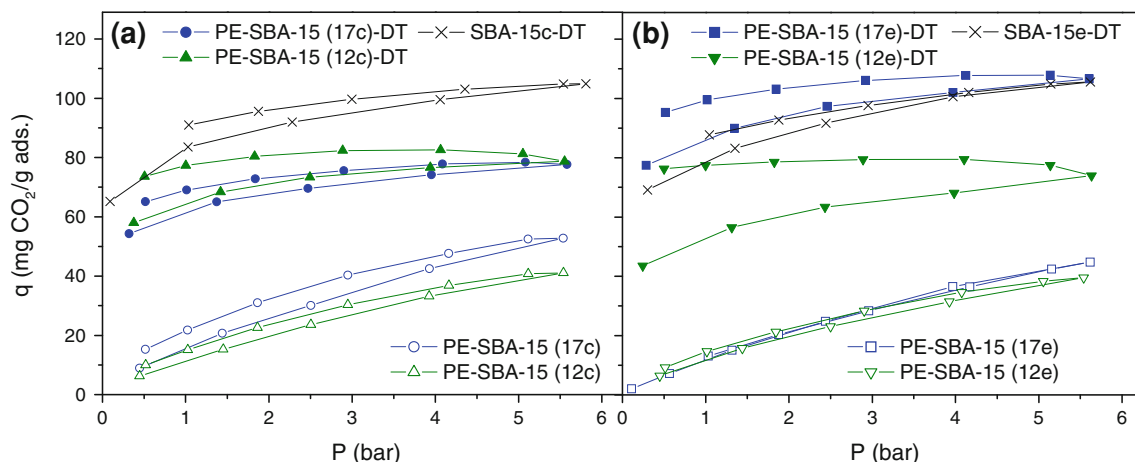 (a)
PE-SBA-15 (17c)-DT
SBA-15c-DT
PE-SBA-15 (12c)-DT
(b)
PE-SBA-15 (17e)-DT
SBA-15e-DT
PE-SBA-15 (12e)-DT
120
100
80
60
40
20
0
q (mg CO₂/g ads.)
PE-SBA-15 (17c)
PE-SBA-15 (12c)
PE-SBA-15 (17e)
PE-SBA-15 (12e)
0 1 2 3 4 5 6
0 1 2 3 4 5 6
P (bar)
P (bar)